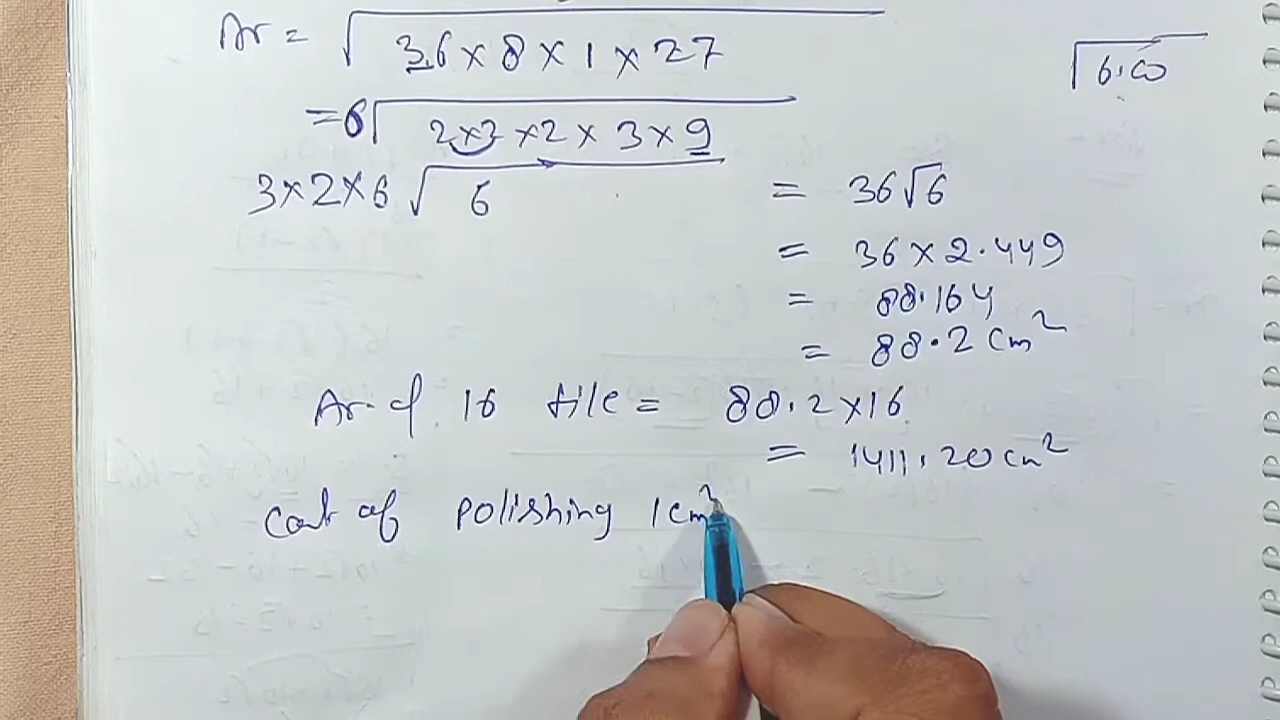 Ar = √36 × 8 × 1 × 27
√6.00
= 6√2×2 × 2 × 3 × 9
3×2×6 √6 = 36√6
= 36 × 2.449
= 88.164
= 88.2 cm²
Ar. of 16 tile = 88.2×16
= 1411.20 cm²
Cost of polishing 1cm²